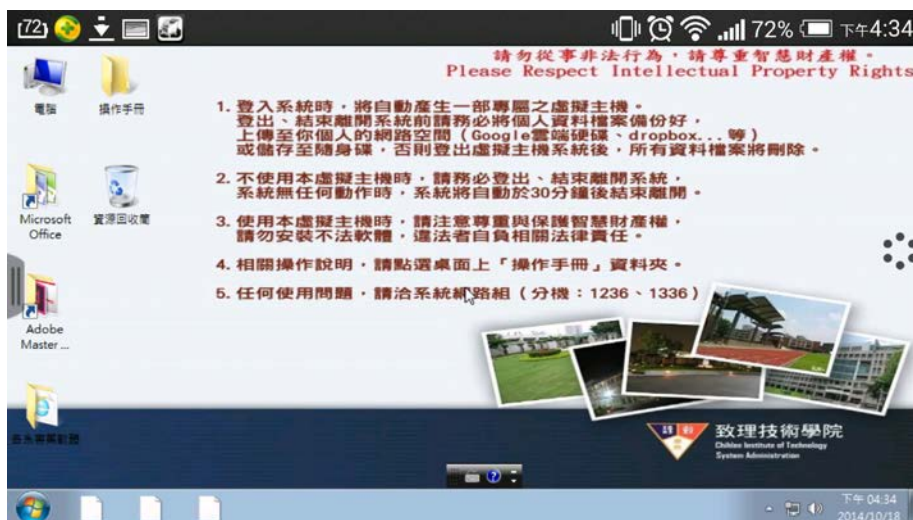 72
72%
下午4:34
請勿從事非法行為，請尊重智慧財產權。
Please Respect Intellectual Property Rights
1. 登入系統時，將自動產生一部專屬之虛擬主機。
登出、結束離開系統前請務必將個人資料檔案備份好，
上傳至你個人的網路空間（Google雲端硬碟、dropbox...等）
或儲存至隨身碟，否則登出虛擬主機系統後，所有資料檔案將刪除。
2. 不使用本虛擬主機時，請務必登出、結束離開系統，
系統無任何動作時，系統將自動於30分鐘後結束離開。
3. 使用本虛擬主機時，請注意尊重與保護智慧財產權，
請勿安裝不法軟體，違法者自負相關法律責任。
4. 相關操作說明，請點選桌面上「操作手冊」資料夾。
5. 任何使用問題，請洽系統網路組（分機：1236、1336）
電腦
操作手冊
Microsoft
Office
資源回收筒
Adobe
Master ...
致理技術學院
Chihlee Institute of Technology
System Administration
下午 04:34
2014/10/18